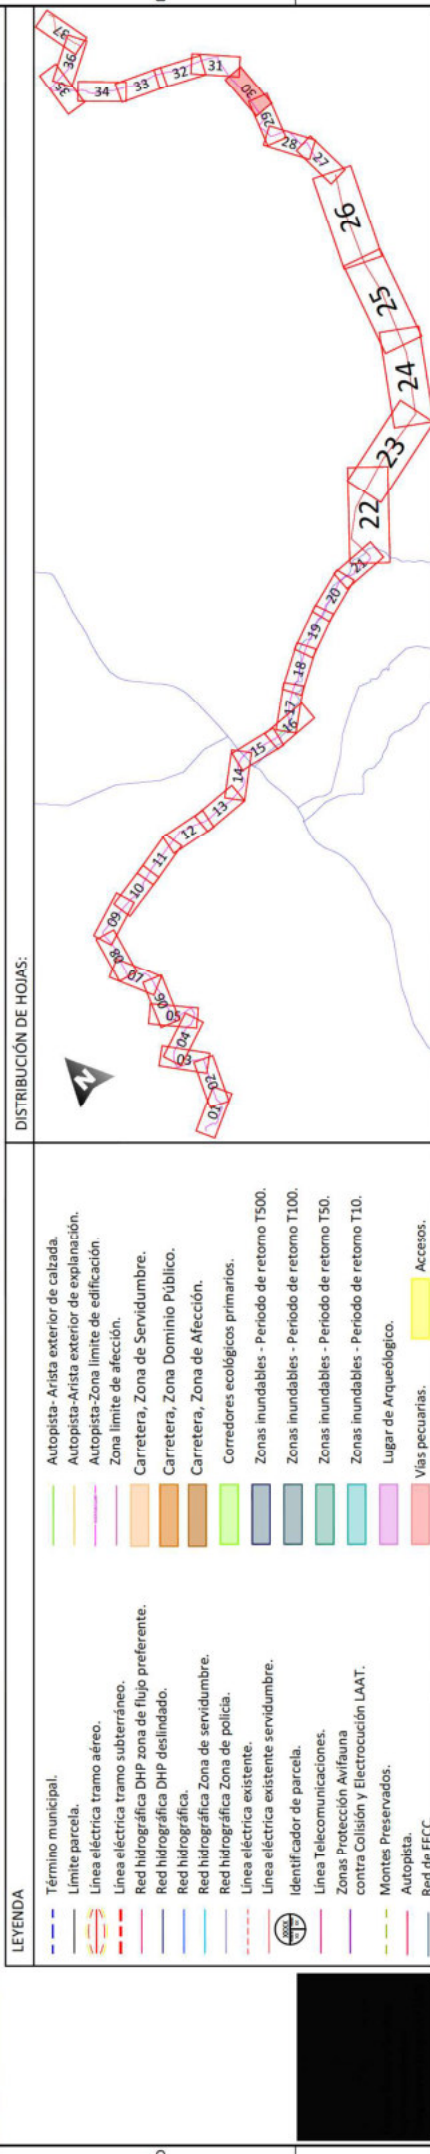 LEYENDA
Término municipal.
Límite parcela.
Línea eléctrica tramo aéreo.
Línea eléctrica tramo subterráneo.
Red hidrográfica DHP zona de flujo preferente.
Red hidrográfica DHP deslindado.
Red hidrográfica.
Red hidrográfica Zona de servidumbre.
Red hidrográfica Zona de policía.
Línea eléctrica existente.
Línea eléctrica existente servidumbre.
Identificador de parcela.
Línea Telecomunicaciones.
Zonas Protección Avifauna
contra Colisión y Electrocución LAAT.
Montes Preservados.
Autopista.
Red de FFCC
Autopista- Arista exterior de calzada.
Autopista-Arista exterior de explanación.
Autopista-Zona límite de edificación
Zona límite de afección.
Carretera, Zona de Servidumbre.
Carretera, Zona Dominio Público.
Carretera, Zona de Afección.
Corredores ecológicos primarios.
Zonas inundables - Periodo de retorno T500.
Zonas inundables - Periodo de retorno T100.
Zonas inundables - Periodo de retorno T50.
Zonas inundables - Periodo de retorno T10.
Lugar de Arqueológico.
Vías pecuarias.
Accesos.
DISTRIBUCIÓN DE HOJAS:
N
01
02
03
04
05
06
07
08
09
10
11
12
13
14
15
16
17
18
19
20
21
22
23
24
25
26
27
28
29
30
31
32
33
34
35
36
37